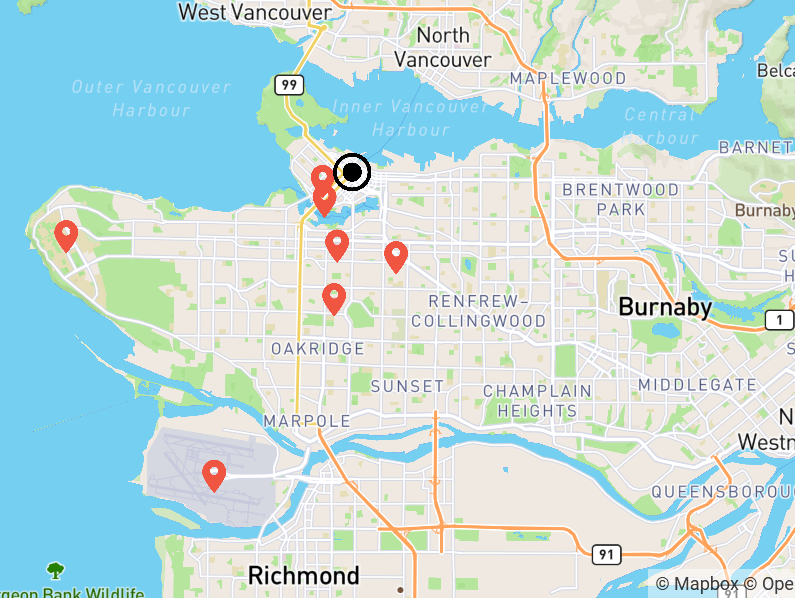 West Vancouver
North
Vancouver
MAPLEWOOD
Belca
Outer Vancouver
Harbour
99
Inner Vancouver
Harbour
Central
Harbour
BARNET
BRENTWOOD
PARK
Burnaby
SU
H
RENFREW–
COLLINGWOOD
Burnaby
1
OAKRIDGE
S
SUNSET
MIDDLEGATE
CHAMPLAIN
HEIGHTS
MARPOLE
N
Westm
QUEENSBOROUG
91
Richmond
rgeon Bank Wildlife
© Mapbox © Ope
91